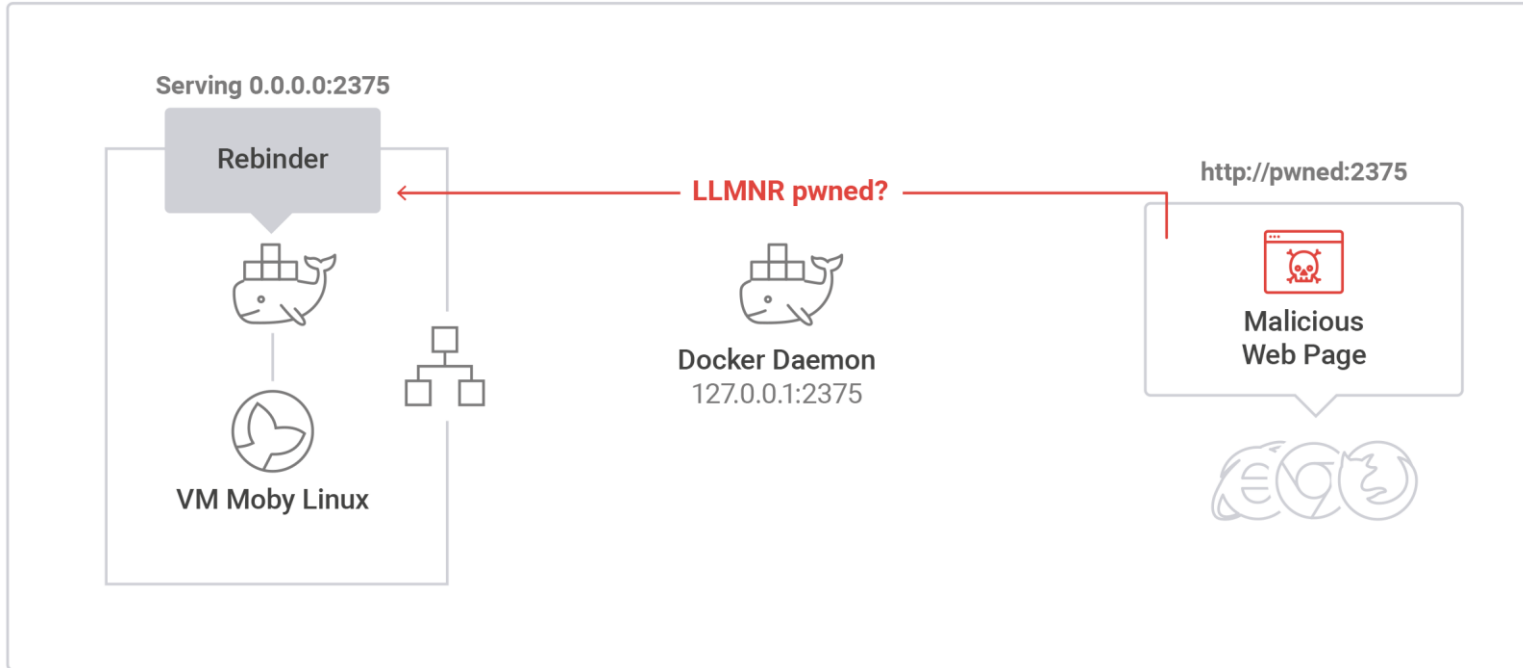 Serving 0.0.0.0:2375
Rebinder
LLMNR pwned?
http://pwned:2375
Docker Daemon
127.0.0.1:2375
Malicious
Web Page
VM Moby Linux